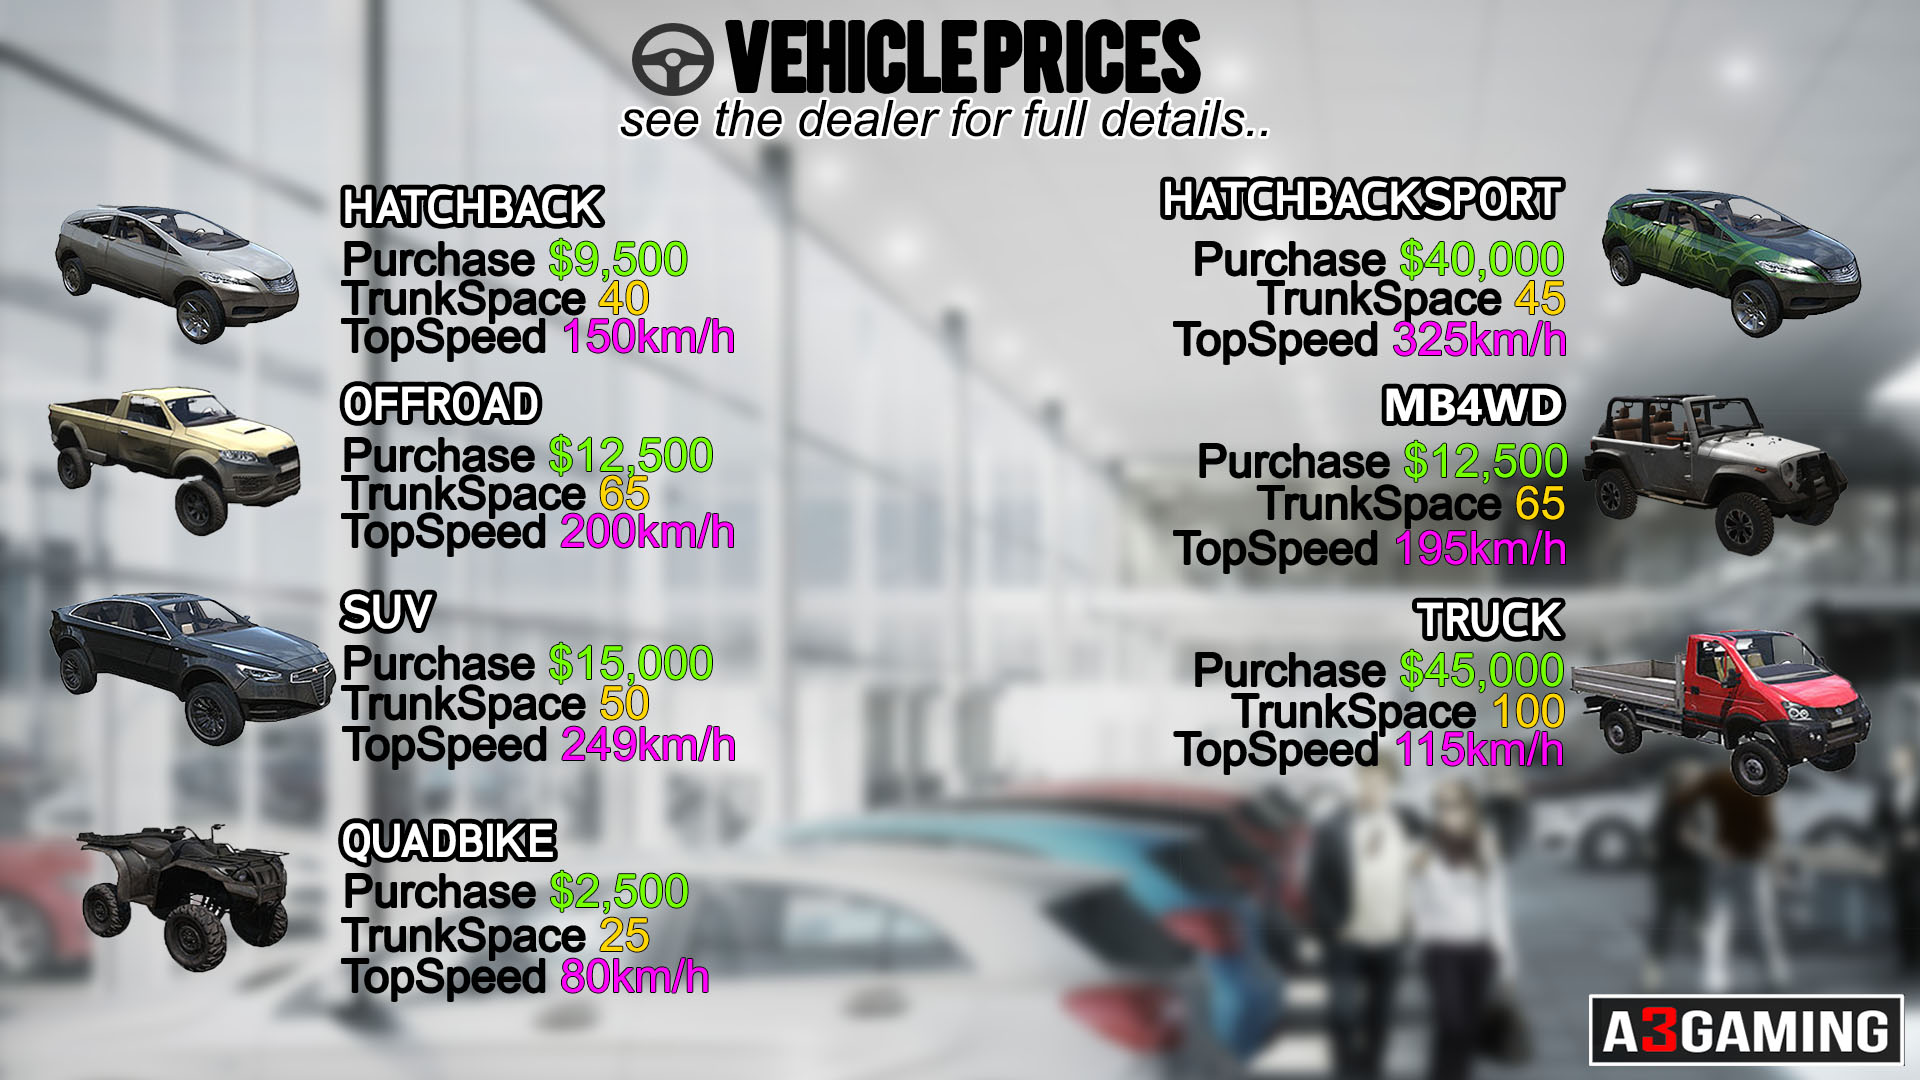 VEHICLE PRICES
see the dealer for full details..
HATCHBACK
Purchase $9,500
TrunkSpace 40
TopSpeed 150km/h
OFFROAD
Purchase $12,500
TrunkSpace 65
TopSpeed 200km/h
SUV
Purchase $15,000
TrunkSpace 50
TopSpeed 249km/h
QUADBIKE
Purchase $2,500
TrunkSpace 25
TopSpeed 80km/h
HATCHBACKSPORT
Purchase $40,000
TrunkSpace 45
TopSpeed 325km/h
MB4WD
Purchase $12,500
TrunkSpace 65
TopSpeed 195km/h
TRUCK
Purchase $45,000
TrunkSpace 100
TopSpeed 115km/h
A3GAMING